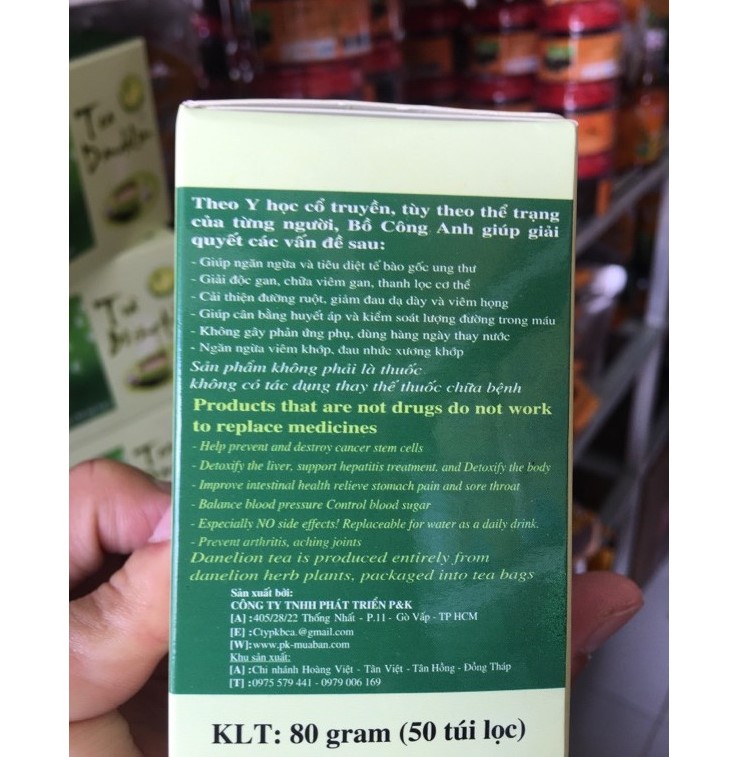 Theo Y học cổ truyền, tùy theo thể trạng
của từng người, Bồ Công Anh giúp giải
quyết các vấn đề sau:
- Giúp ngăn ngừa và tiêu diệt tế bào gốc ung thư
- Giải độc gan, chữa viêm gan, thanh lọc cơ thể
- Cải thiện đường ruột, giảm đau dạ dày và viêm họng
- Giúp cân bằng huyết áp và kiểm soát lượng đường trong máu
- Không gây phản ứng phụ, dùng hàng ngày thay nước
- Ngăn ngừa viêm khớp, đau nhức xương khớp
Sản phẩm không phải là thuốc
không có tác dụng thay thế thuốc chữa bệnh
Products that are not drugs do not work
to replace medicines
- Help prevent and destroy cancer stem cells
- Detoxify the liver, support hepatitis treatment, and Detoxify the body
- Improve intestinal health relieve stomach pain and sore throat
- Balance blood pressure Control blood sugar
- Especially NO side effects! Replaceable for water as a daily drink.
- Prevent arthritis, aching joints
Danelion tea is produced entirely from
danelion herb plants, packaged into tea bags
Sản xuất bởi:
CÔNG TY TNHH PHÁT TRIỂN P&K
[A] :405/28/22 Thống Nhất - P.11- Gò Vấp - TP HCM
[E] :Ctypkbca.@gmail.com
[W]:www.pk-muaban.com
Khu sản xuất:
[A] :Chi nhánh Hoàng Việt - Tân Việt - Tân Hồng - Đồng Tháp
[T] :0975 579 441 - 0979 006 169
KLT: 80 gram (50 túi lọc)